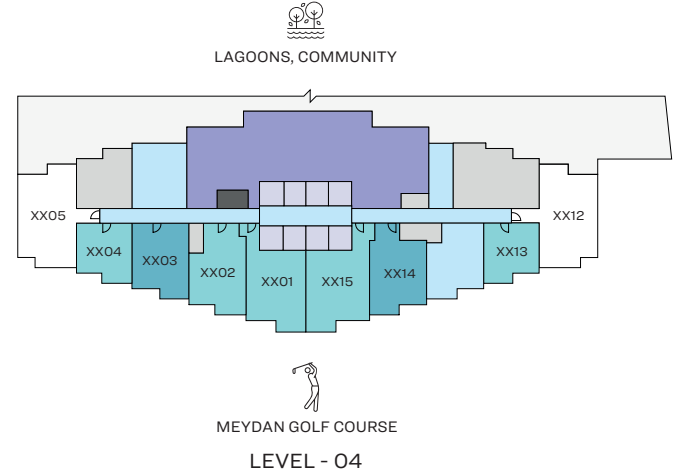 LAGOONS, COMMUNITY
XX05
XX12
XX04
XX03
XX02
XX01
XX15
XX14
XX13
MEYDAN GOLF COURSE
LEVEL - 04